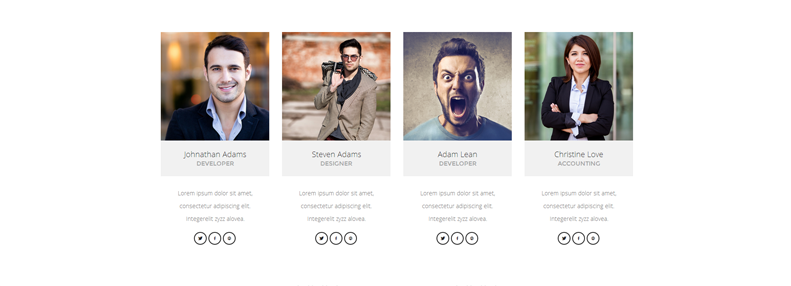 Johnathan Adams
DEVELOPER
Lorem ipsum dolor sit amet,
consectetur adipiscing elit.
Integerelit zyzz alovea.
Steven Adams
DESIGNER
Lorem ipsum dolor sit amet,
consectetur adipiscing elit.
Integerelit zyzz alovea.
Adam Lean
DEVELOPER
Lorem ipsum dolor sit amet,
consectetur adipiscing elit.
Integerelit zyzz alovea.
Christine Love
ACCOUNTING
Lorem ipsum dolor sit amet,
consectetur adipiscing elit.
Integerelit zyzz alovea.